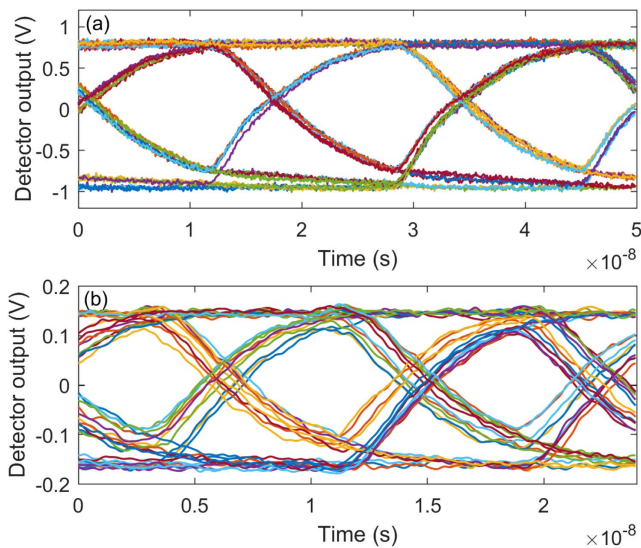 (a)
Detector output (V)
1
0.5
0
-0.5
-1
0 1 2 3 4 5
Time (s)
×10-8
(b)
Detector output (V)
0.2
0.1
0
-0.1
-0.2
0 0.5 1 1.5 2
Time (s)
×10-8